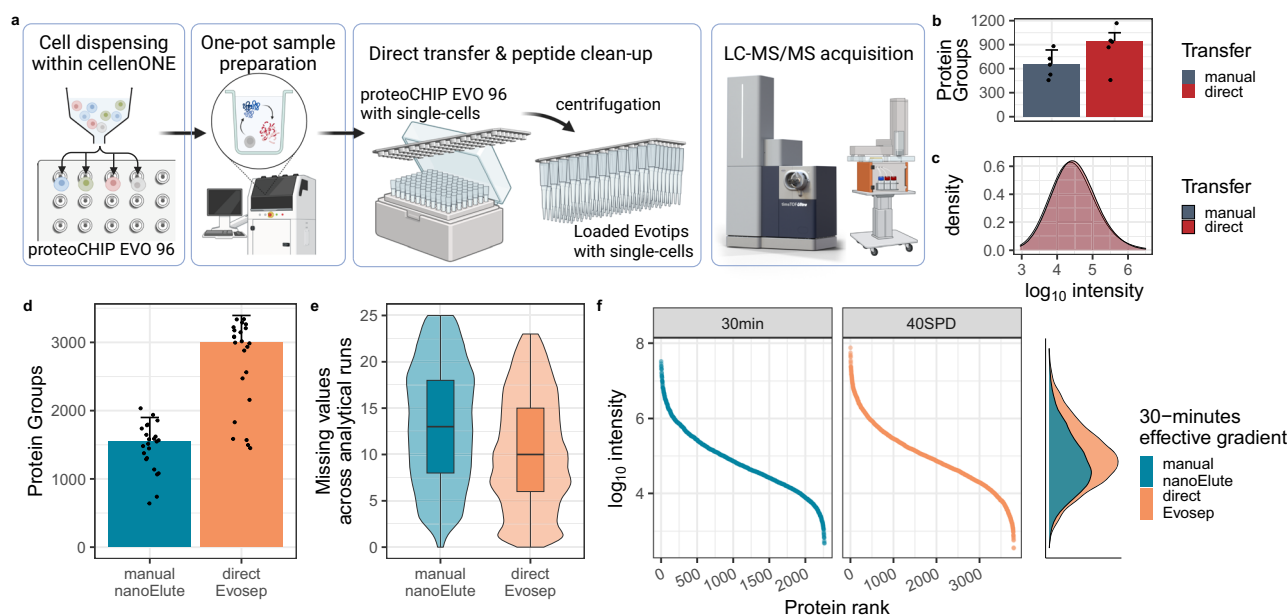 a
Cell dispensing
within cellenONE
proteoCHIP EVO 96
One-pot sample
preparation
Direct transfer & peptide clean-up
proteoCHIP EVO 96
with single-cells
centrifugation
Loaded Evotips
with single-cells
LC-MS/MS acquisition
timsTOF Ultra
b
Protein
Groups
1200
900
600
300
0
Transfer
manual
direct
c
density
0.6
0.4
0.2
0.0
3
4
5
6
log10 intensity
Transfer
manual
direct
d
Protein Groups
3000
2000
1000
0
manual
nanoElute
direct
Evosep
e
Missing values
across analytical runs
25
20
15
10
5
0
manual
nanoElute
direct
Evosep
f
30min
40SPD
log10 intensity
8
6
4
0
500
1000
1500
2000
0
1000
2000
3000
Protein rank
30−minutes
effective gradient
manual
nanoElute
direct
Evosep